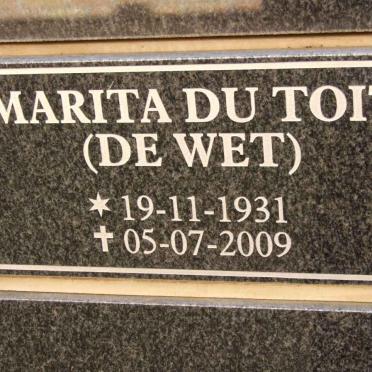 MARITA DU TOIT
(DE WET)
* 19-11-1931
✝ 05-07-2009